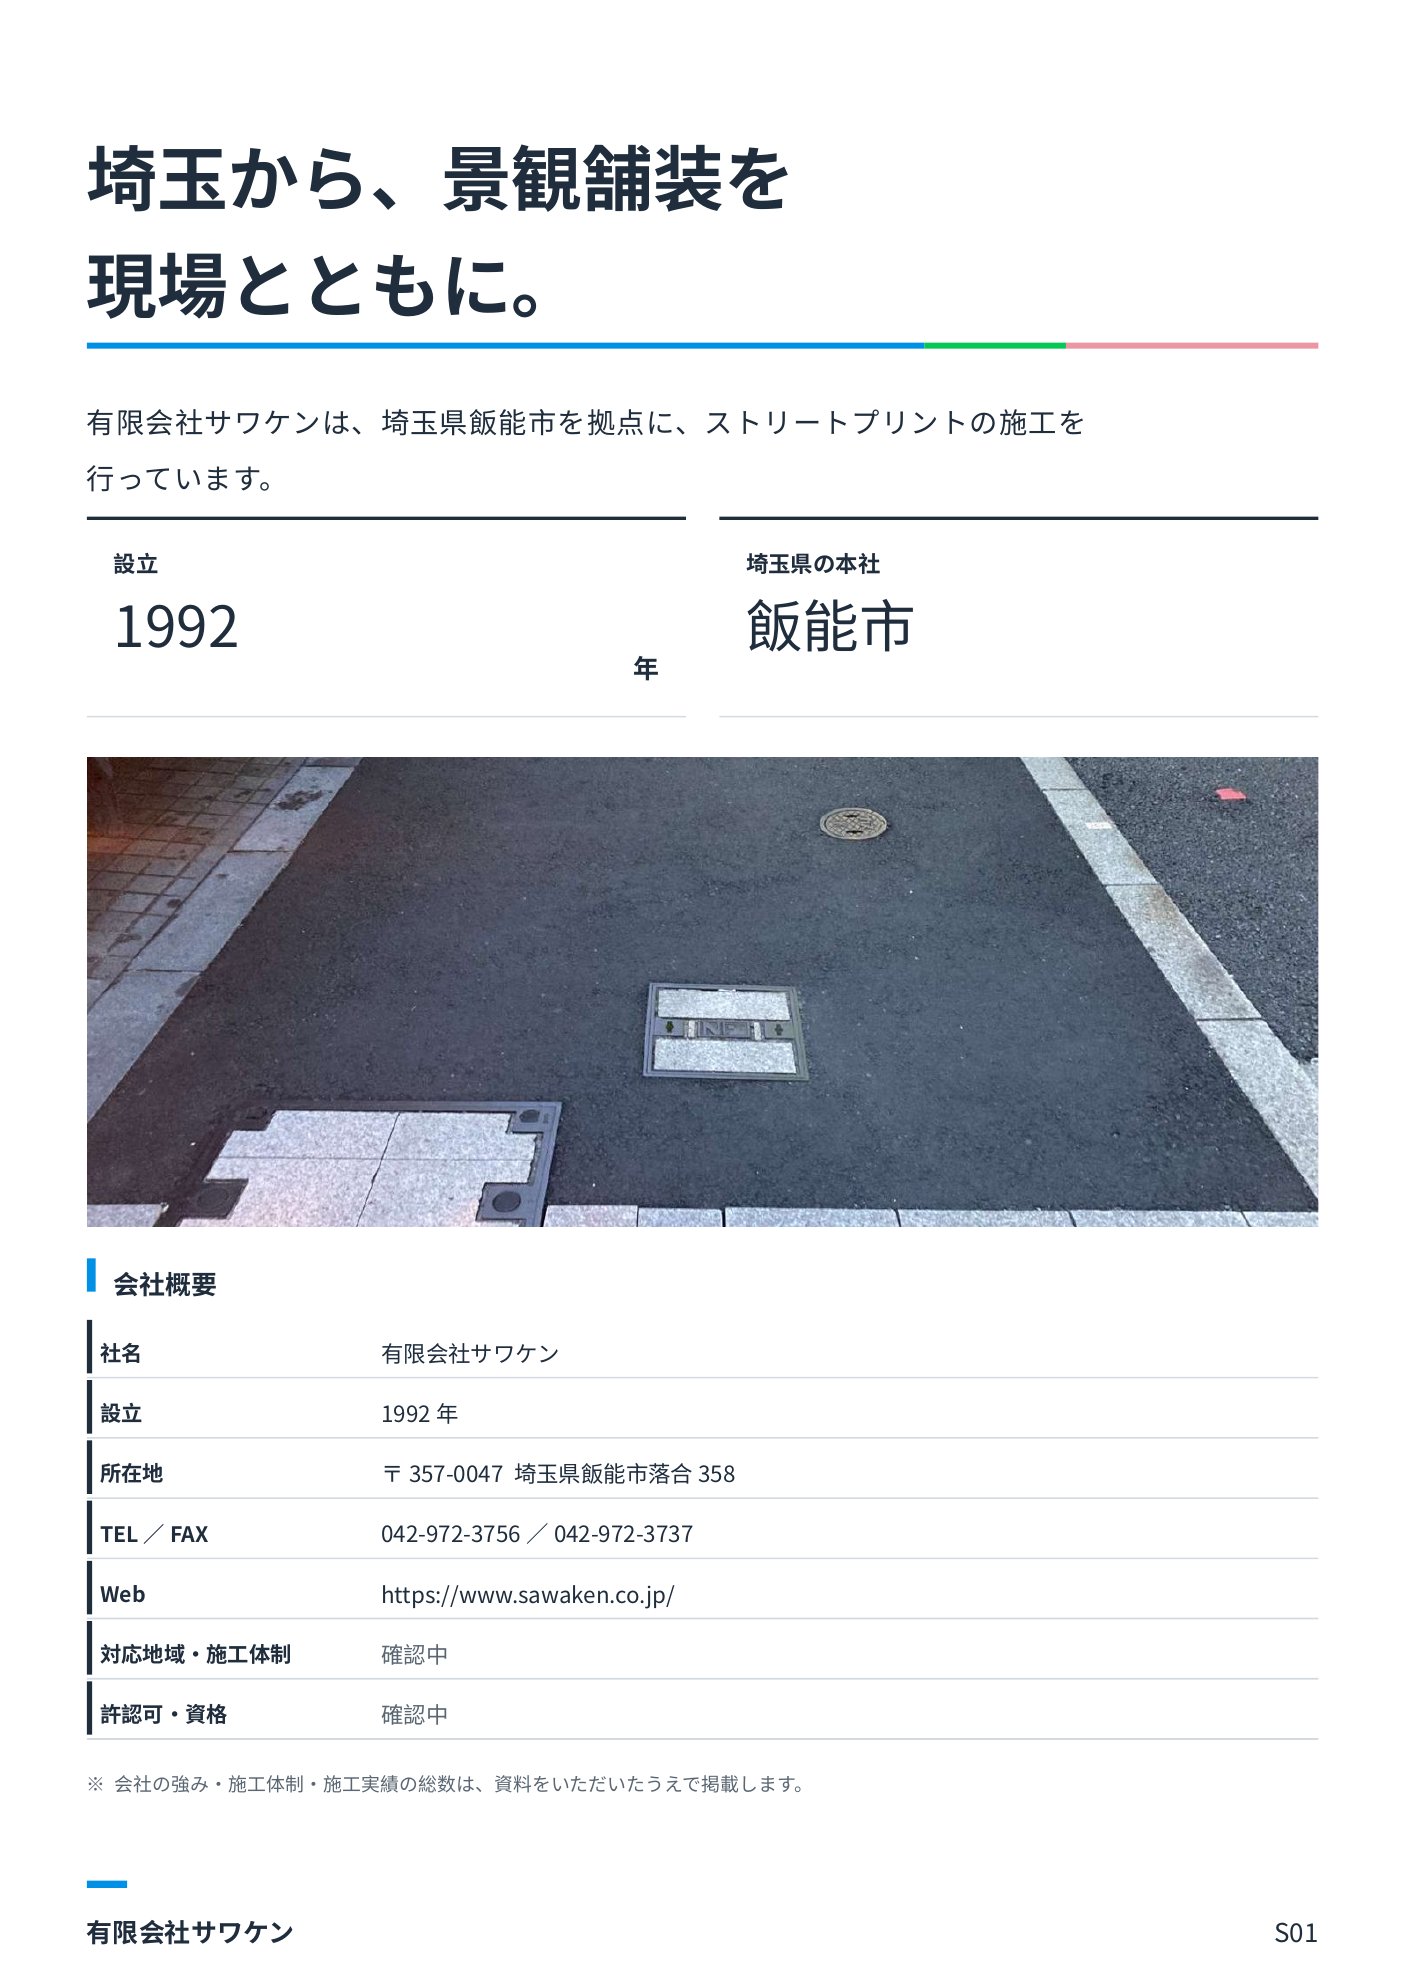 埼玉から、景観舗装を
現場とともに。
有限会社サワケンは、埼玉県飯能市を拠点に、ストリートプリントの施工を
行っています。
設立
1992
年
埼玉県の本社
飯能市
会社概要
社名 有限会社サワケン
設立 1992 年
所在地 〒 357-0047 埼玉県飯能市落合 358
TEL ／ FAX 042-972-3756 ／ 042-972-3737
Web https://www.sawaken.co.jp/
対応地域・施工体制 確認中
許認可・資格 確認中
※ 会社の強み・施工体制・施工実績の総数は、資料をいただいたうえで掲載します。
有限会社サワケン
S01